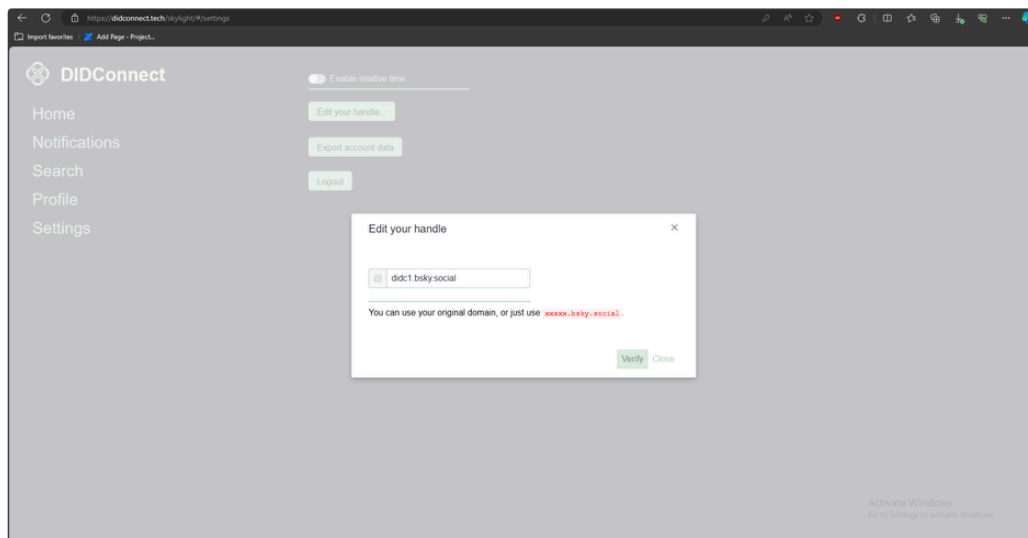 https://didconnect.tech/skylight/#/settings
Import favorites
Add Page - Project...
DIDConnect
Enable relative time
Home
Edit your handle...
Notifications
Export account data
Search
Logout
Profile
Settings
Edit your handle
@ didc1.bsky.social
You can use your original domain, or just use xxxxx.bsky.social.
Verify Close
Activate Windows
Go to Settings to activate Windows.